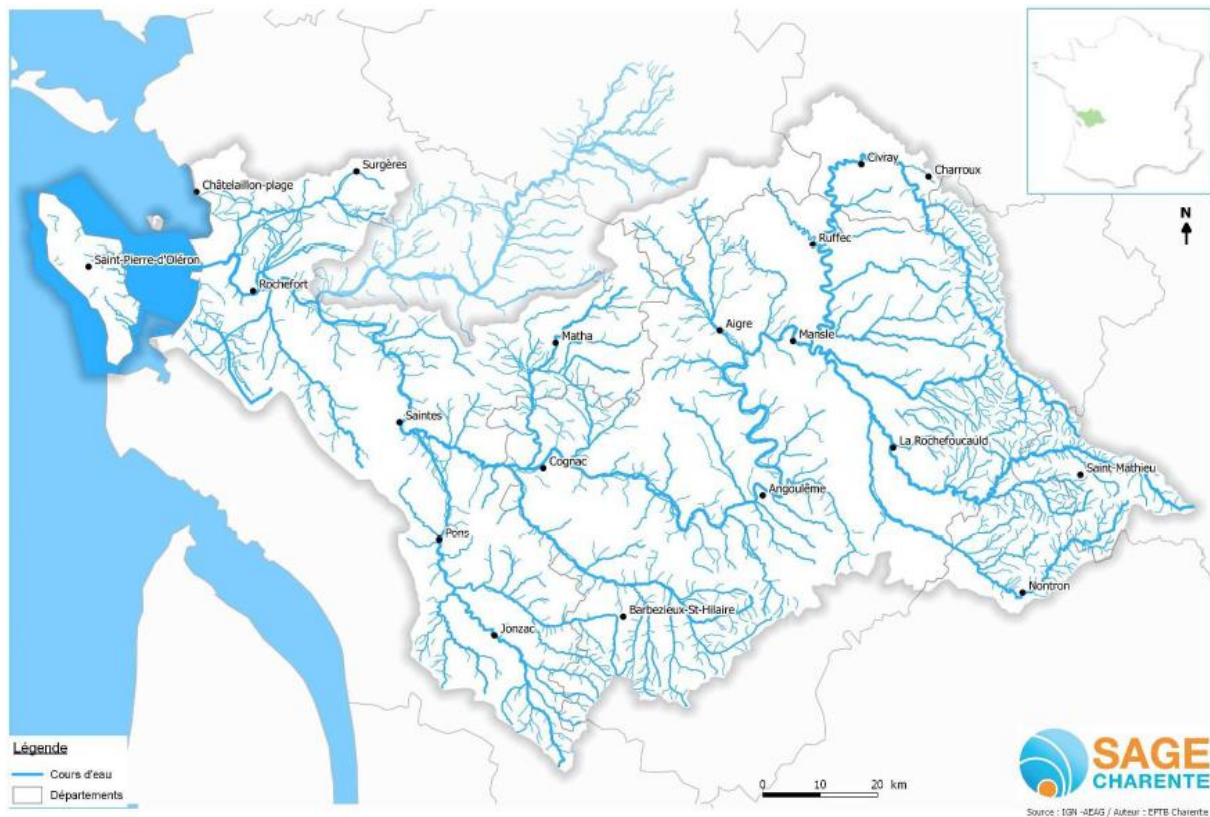 Civray
Surgères
Charroux
Châtelaillon-plage
N
Ruffec
Saint-Pierre-d'Oléron
Rochefort
Aigre
Mansle
Matha
Saintes
La Rochefoucauld
Cognac
Saint-Mathieu
Angoulême
Pons
Nontron
Barbezieux-St-Hilaire
Jonzac
Légende
Cours d'eau
Départements
0 10 20 km
SAGE
CHARENTE
Source : IGN -AEAG / Auteur : EPTB Charente